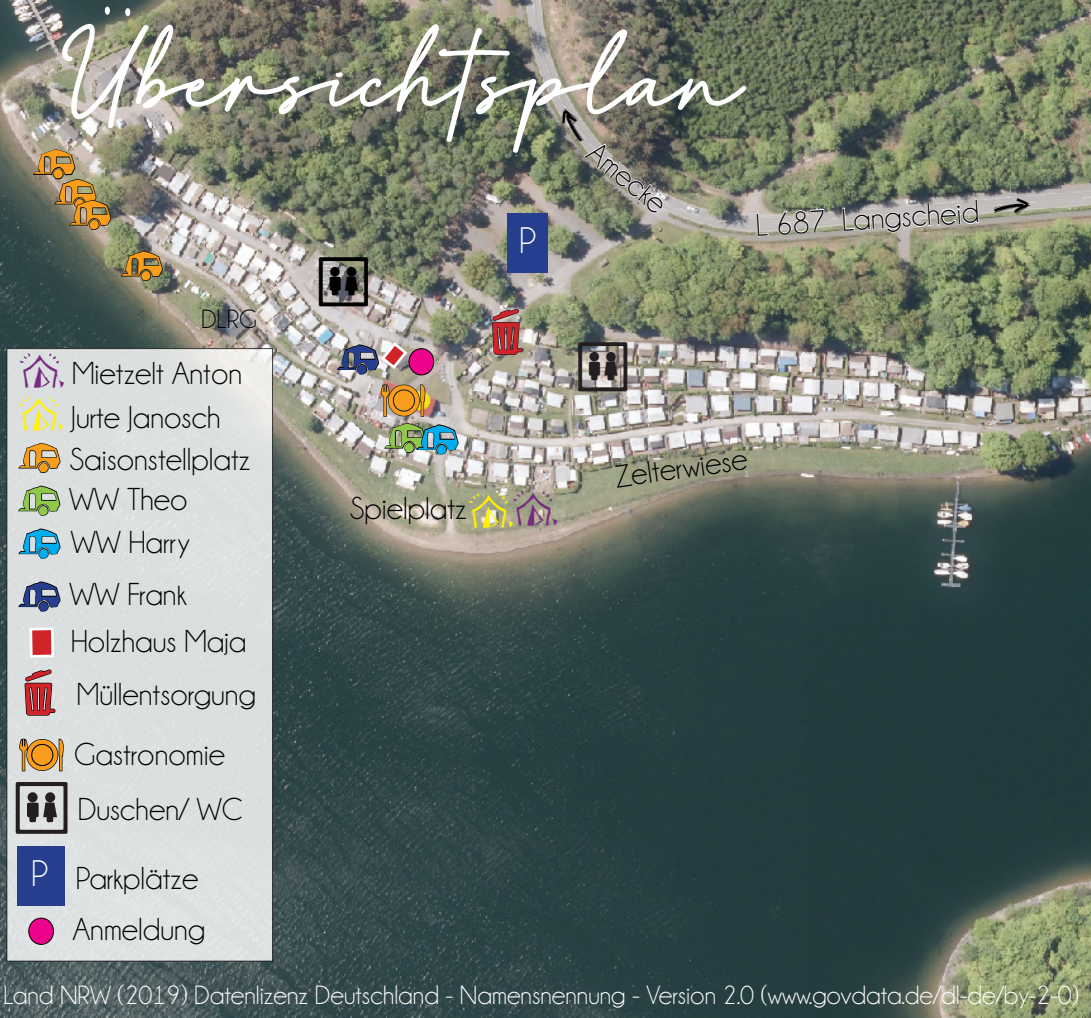 Übersichtsplan
Amecke
L 687 Langscheid
P
DLRG
Zelterwiese
Spielplatz
Mietzelt Anton
Jurte Janosch
Saisonstellplatz
WW Theo
WW Harry
WW Frank
Holzhaus Maja
Müllentsorgung
Gastronomie
Duschen/ WC
P Parkplätze
Anmeldung
Land NRW (2019) Datenlizenz Deutschland - Namensnennung - Version 2.0 (www.govdata.de/dl-de/by-2-0)